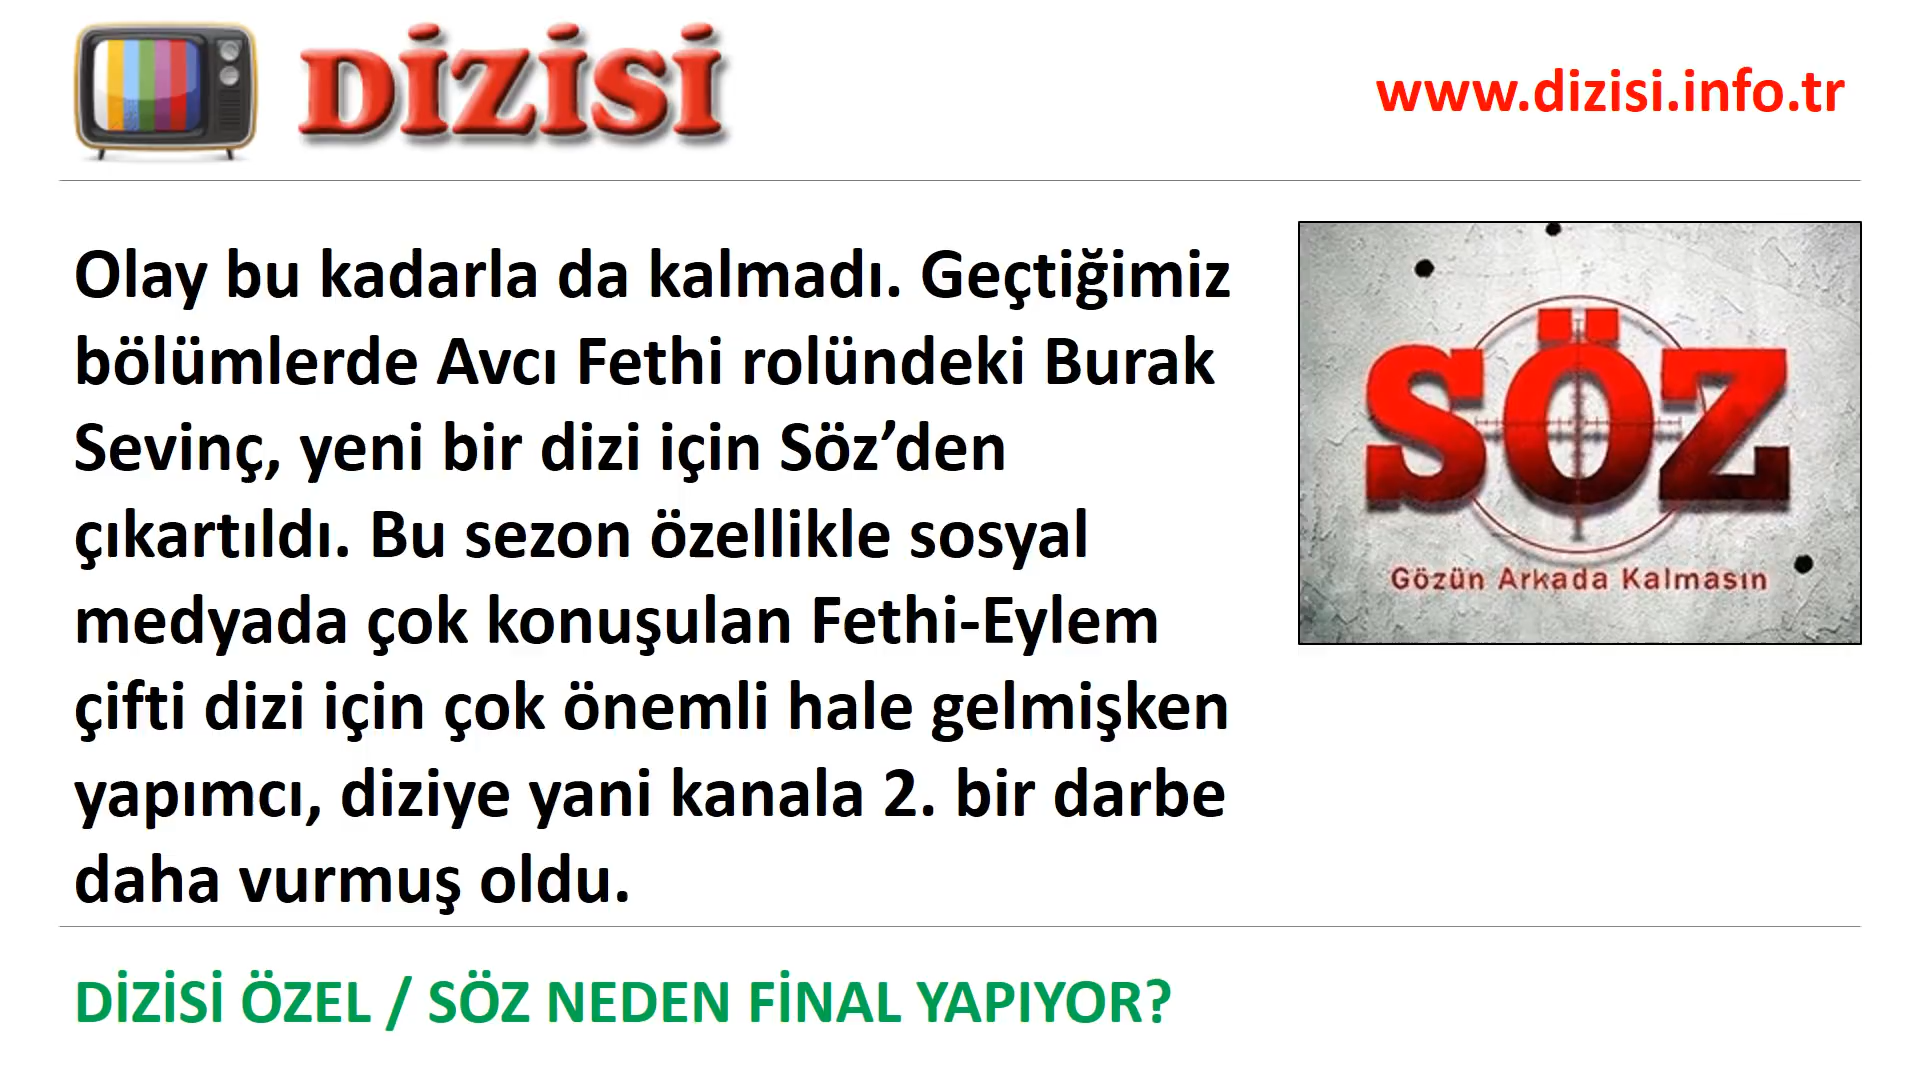 DİZİSİ
www.dizisi.info.tr
Olay bu kadarla da kalmadı. Geçtiğimiz
bölümlerde Avcı Fethi rolündeki Burak
Sevinç, yeni bir dizi için Söz’den
çıkartıldı. Bu sezon özellikle sosyal
medyada çok konuşulan Fethi-Eylem
çifti dizi için çok önemli hale gelmişken
yapımcı, diziye yani kanala 2. bir darbe
daha vurmuş oldu.
SÖZ
Gözün Arkada Kalmasın
DİZİSİ ÖZEL / SÖZ NEDEN FİNAL YAPIYOR?